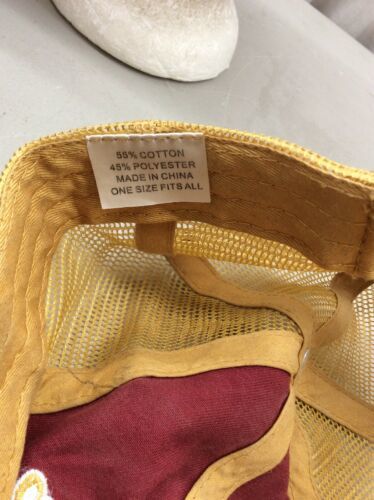 55% COTTON
45% POLYESTER
MADE IN CHINA
ONE SIZE FITS ALL